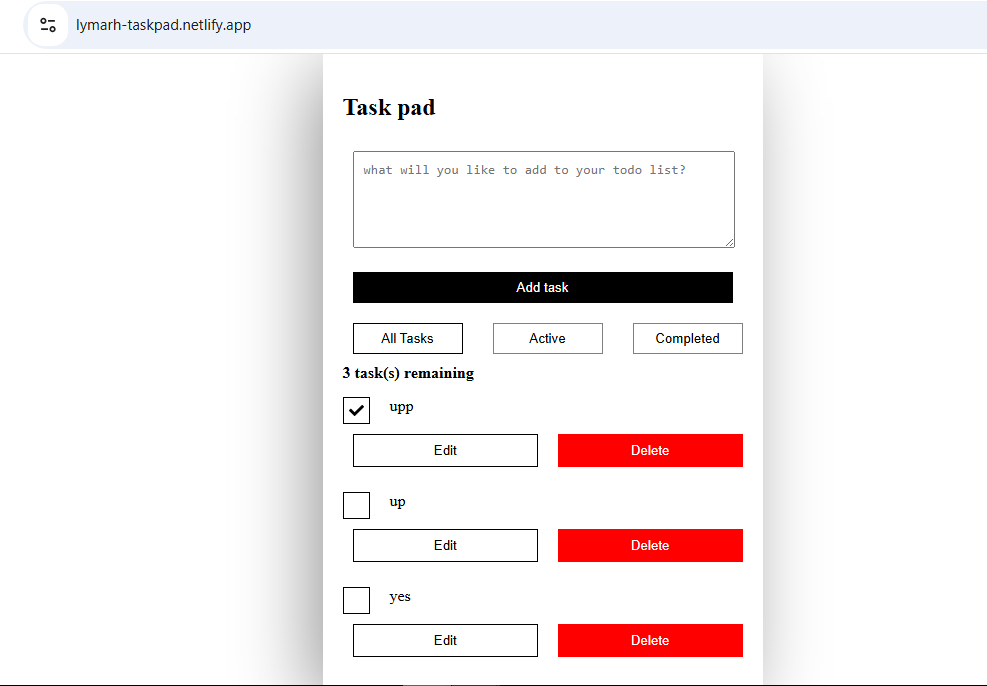 lymarh-taskpad.netlify.app
Task pad
what will you like to add to your todo list?
Add task
All Tasks Active Completed
3 task(s) remaining
upp
Edit Delete
up
Edit Delete
yes
Edit Delete